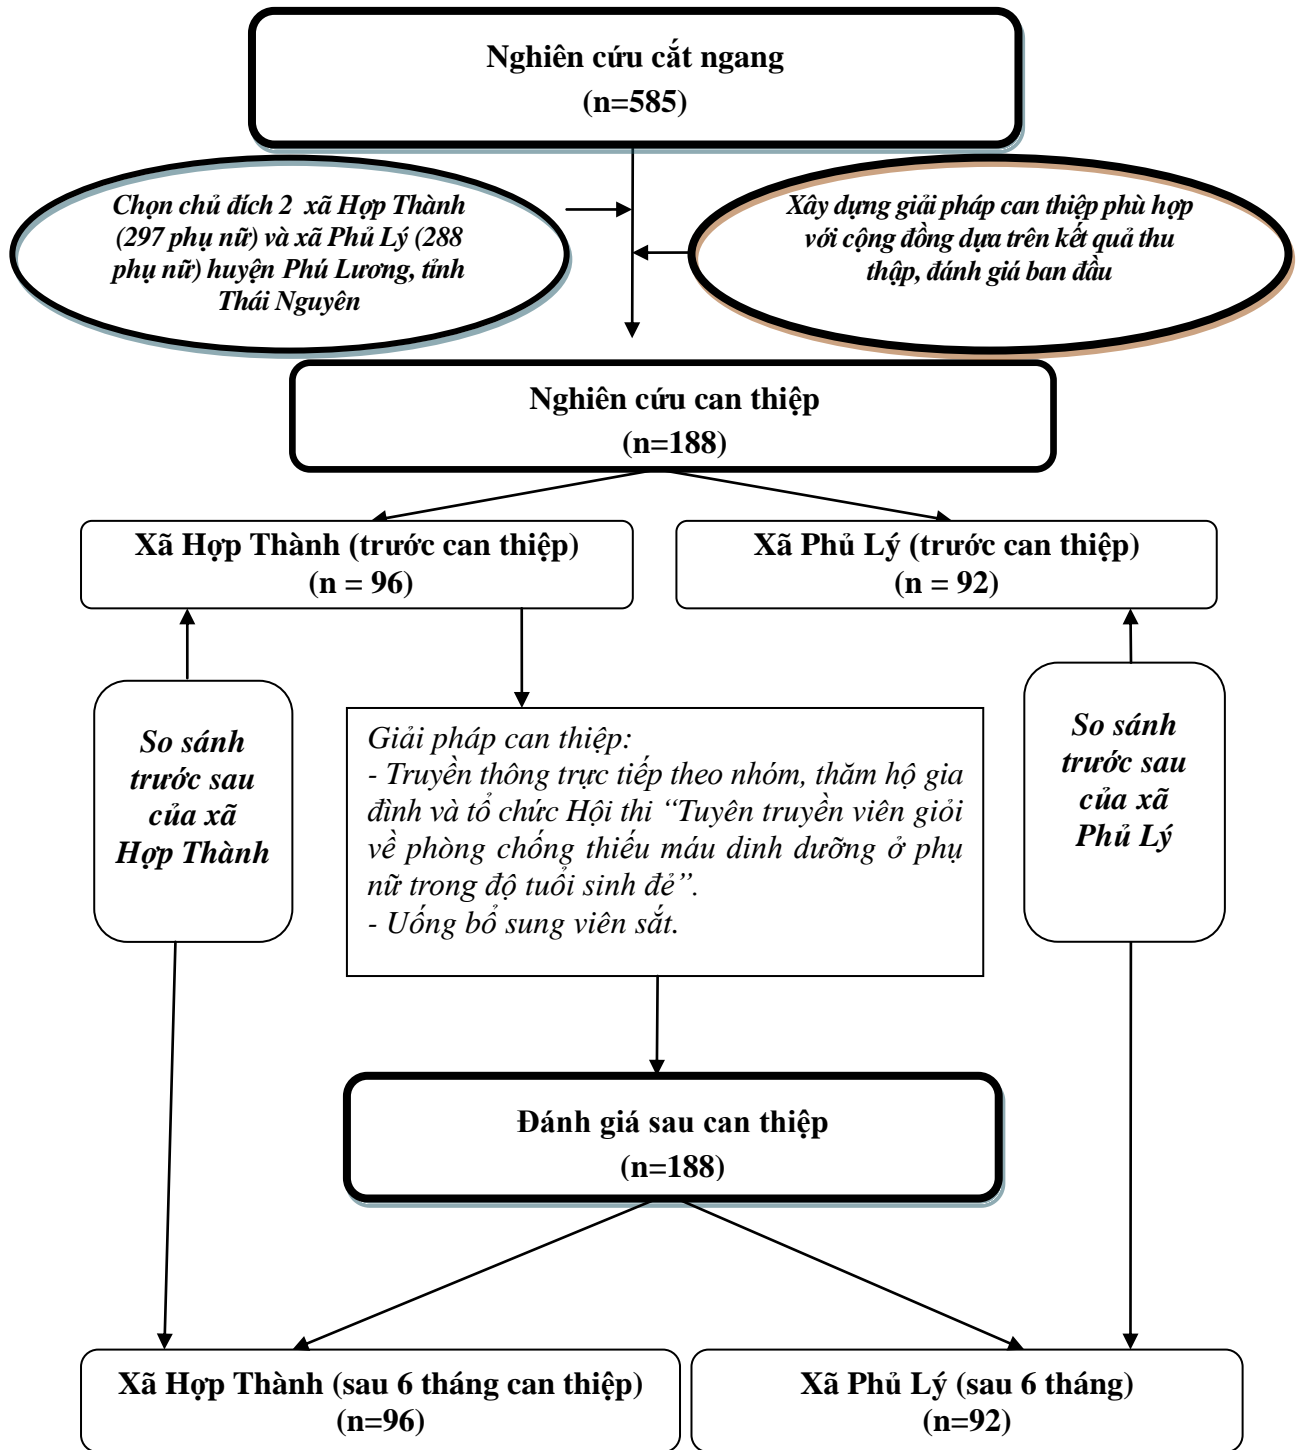 Nghiên cứu cắt ngang
(n=585)
Chọn chủ đích 2 xã Hợp Thành
(297 phụ nữ) và xã Phủ Lý (288
phụ nữ) huyện Phú Lương, tỉnh
Thái Nguyên
Xây dựng giải pháp can thiệp phù hợp
với cộng đồng dựa trên kết quả thu
thập, đánh giá ban đầu
Nghiên cứu can thiệp
(n=188)
Xã Hợp Thành (trước can thiệp)
(n = 96)
Xã Phủ Lý (trước can thiệp)
(n = 92)
So sánh
trước sau
của xã
Hợp Thành
Giải pháp can thiệp:
- Truyền thông trực tiếp theo nhóm, thăm hộ gia
đình và tổ chức Hội thi “Tuyên truyền viên giỏi
về phòng chống thiếu máu dinh dưỡng ở phụ
nữ trong độ tuổi sinh đẻ”.
- Uống bổ sung viên sắt.
So sánh
trước sau
của xã
Phủ Lý
Đánh giá sau can thiệp
(n=188)
Xã Hợp Thành (sau 6 tháng can thiệp)
(n=96)
Xã Phủ Lý (sau 6 tháng)
(n=92)